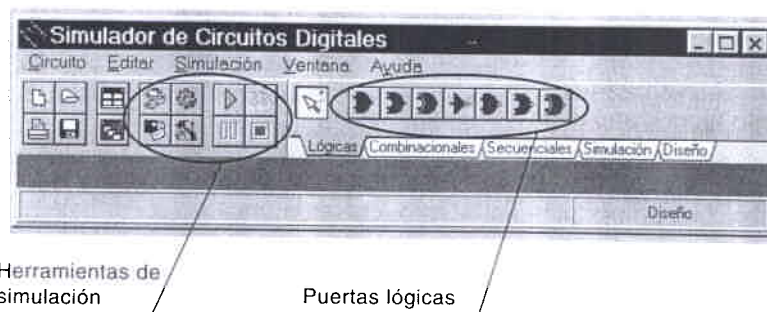 Simulador de Circuitos Digitales
Circuito Editar Simulación Ventana Ayuda
Lógicas Combinacionales Secuenciales Simulación Diseño
Diseño
Herramientas de
simulación
Puertas lógicas